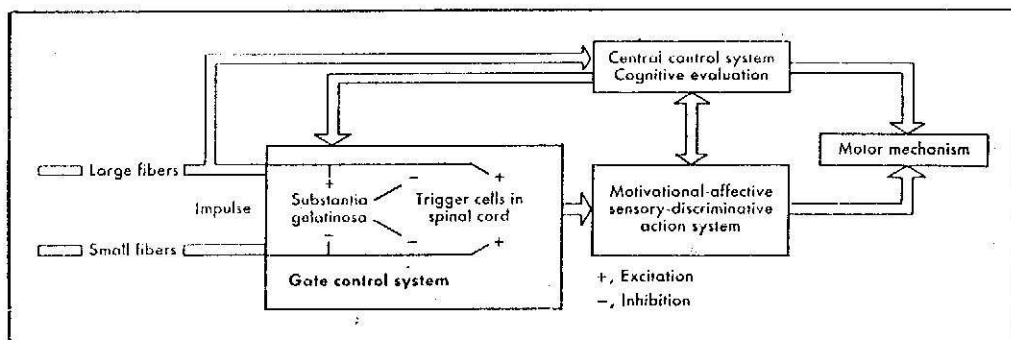 Central control system
Cognitive evaluation
Motor mechanism
Large fibers
Impulse
Small fibers
+
-
+
Substantia
gelatinosa
Trigger cells in
spinal cord
-
-
+
Gate control system
Motivational-affective
sensory-discriminative
action system
+, Excitation
-, Inhibition